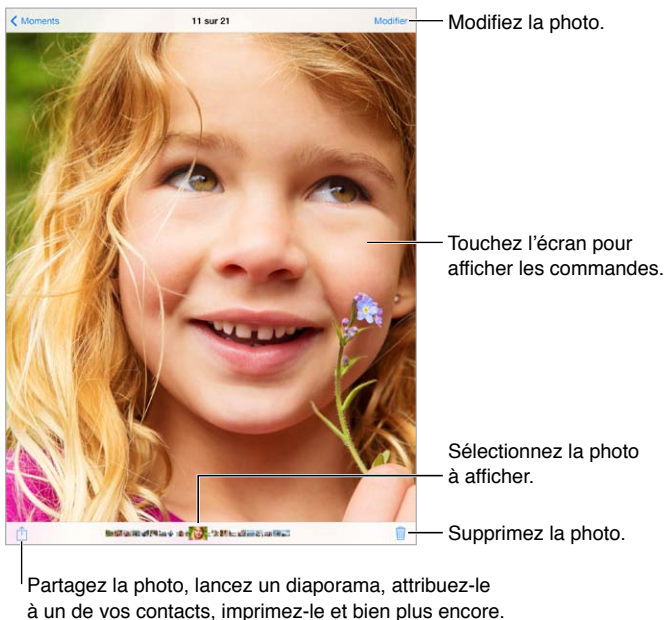 Moments
11 sur 21
Modifier
Modifiez la photo.
Touchez l’écran pour
afficher les commandes.
Sélectionnez la photo
à afficher.
Supprimez la photo.
Partagez la photo, lancez un diaporama, attribuez-le
à un de vos contacts, imprimez-le et bien plus encore.